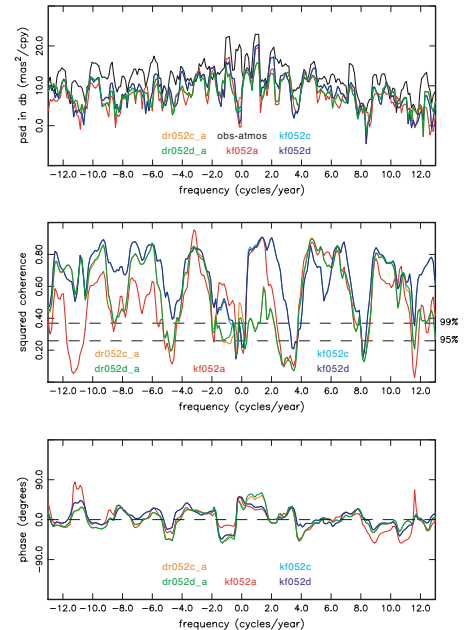 psd in db (mas²/cpy)
20.0
10.0
0.0
dr052c_a obs-atmos kf052c
dr052d_a kf052a kf052d
-12.0 -10.0 -8.0 -6.0 -4.0 -2.0 0.0 2.0 4.0 6.0 8.0 10.0 12.0
frequency (cycles/year)
squared coherence
0.80
0.60
0.40
0.20
99%
95%
dr052c_a kf052c
dr052d_a kf052a kf052d
-12.0 -10.0 -8.0 -6.0 -4.0 -2.0 0.0 2.0 4.0 6.0 8.0 10.0 12.0
frequency (cycles/year)
phase (degrees)
90.0
0.0
-90.0
dr052c_a kf052c
dr052d_a kf052a kf052d
-12.0 -10.0 -8.0 -6.0 -4.0 -2.0 0.0 2.0 4.0 6.0 8.0 10.0 12.0
frequency (cycles/year)